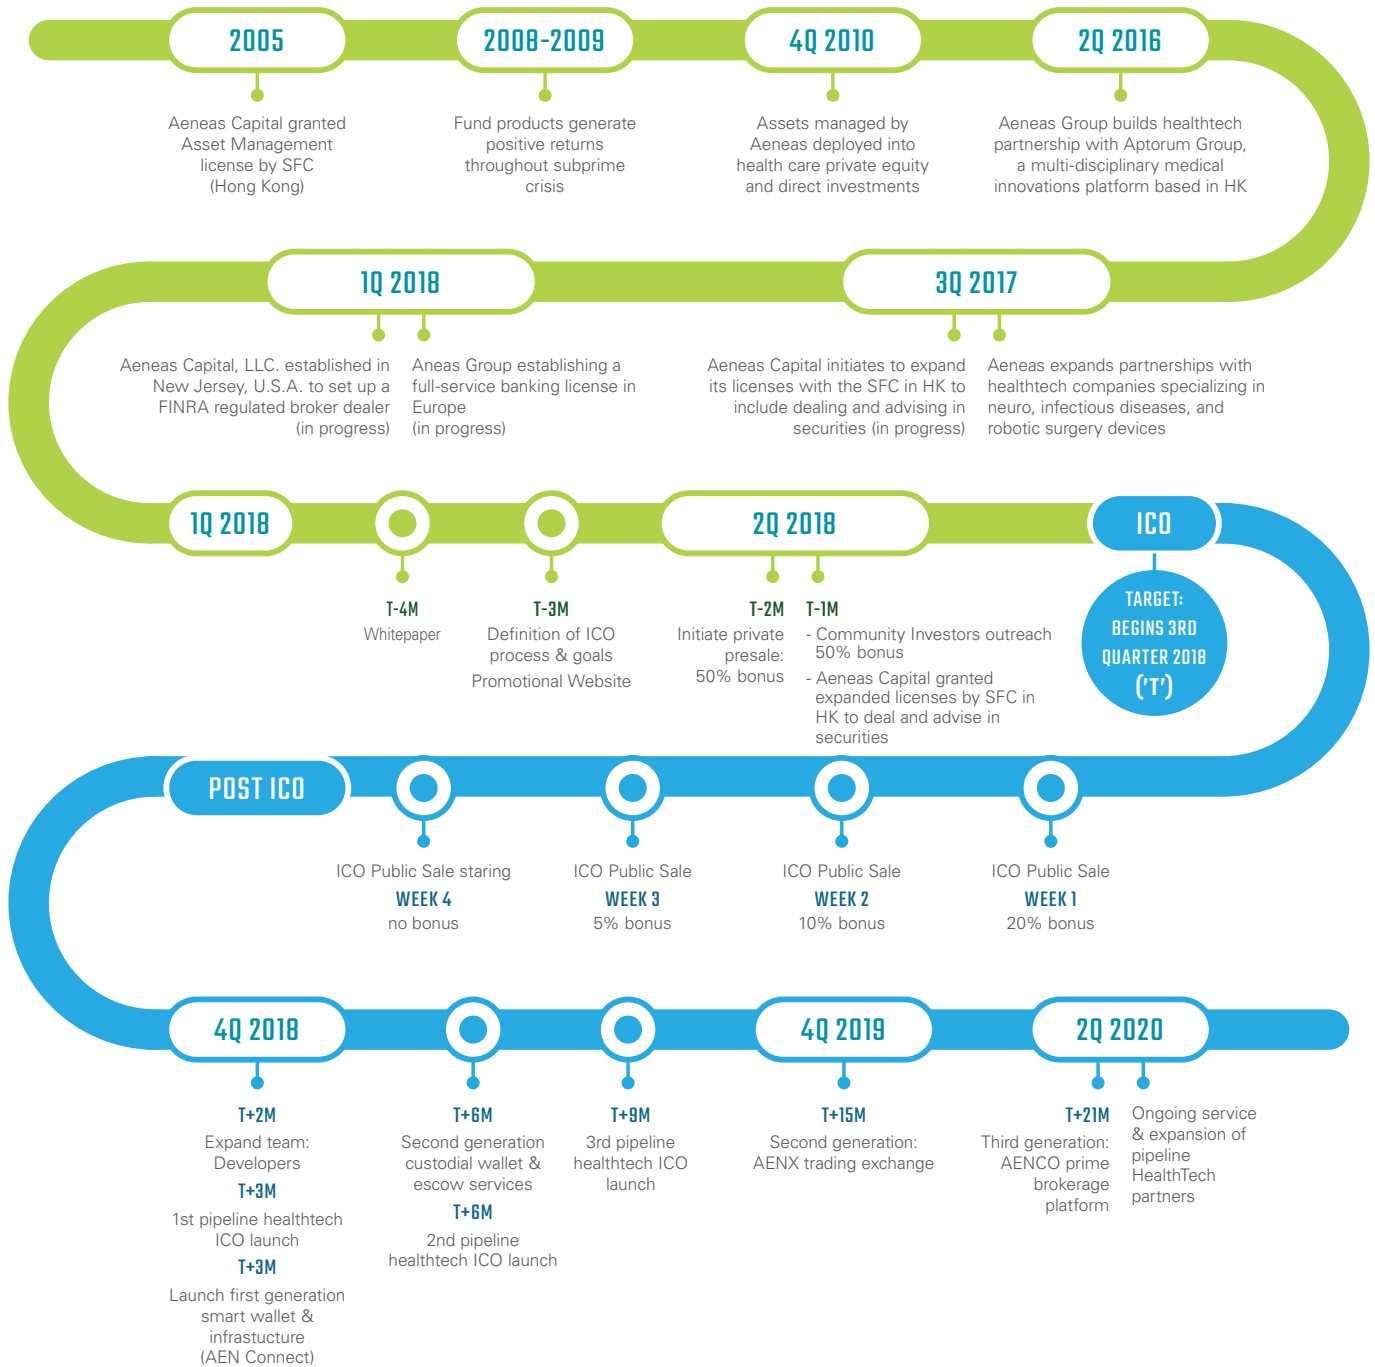 2005
Aeneas Capital granted
Asset Management
license by SFC
(Hong Kong)
2008-2009
Fund products generate
positive returns
throughout subprime
crisis
4Q 2010
Assets managed by
Aeneas deployed into
health care private equity
and direct investments
2Q 2016
Aeneas Group builds healthtech
partnership with Aptorum Group,
a multi-disciplinary medical
innovations platform based in HK
1Q 2018
Aeneas Capital, LLC. established in
New Jersey, U.S.A. to set up a
FINRA regulated broker dealer
(in progress)
Aneas Group establishing a
full-service banking license in
Europe
(in progress)
3Q 2017
Aeneas Capital initiates to expand
its licenses with the SFC in HK to
include dealing and advising in
securities (in progress)
Aeneas expands partnerships with
healthtech companies specializing in
neuro, infectious diseases, and
robotic surgery devices
1Q 2018
T-4M
Whitepaper
T-3M
Definition of ICO
process & goals
Promotional Website
2Q 2018
T-2M
Initiate private
presale:
50% bonus
T-1M
- Community Investors outreach
50% bonus
- Aeneas Capital granted
expanded licenses by SFC in
HK to deal and advise in
securities
ICO
TARGET:
BEGINS 3RD
QUARTER 2018
('T')
POST ICO
ICO Public Sale staring
WEEK 4
no bonus
ICO Public Sale
WEEK 3
5% bonus
ICO Public Sale
WEEK 2
10% bonus
ICO Public Sale
WEEK 1
20% bonus
4Q 2018
T+2M
Expand team:
Developers
T+3M
1st pipeline healthtech
ICO launch
T+3M
Launch first generation
smart wallet &
infrastucture
(AEN Connect)
T+6M
Second generation
custodial wallet &
escow services
T+6M
2nd pipeline
healthtech ICO launch
T+9M
3rd pipeline
healthtech ICO
launch
4Q 2019
T+15M
Second generation:
AENX trading exchange
2Q 2020
T+21M
Third generation:
AENCO prime
brokerage
platform
Ongoing service
& expansion of
pipeline
HealthTech
partners